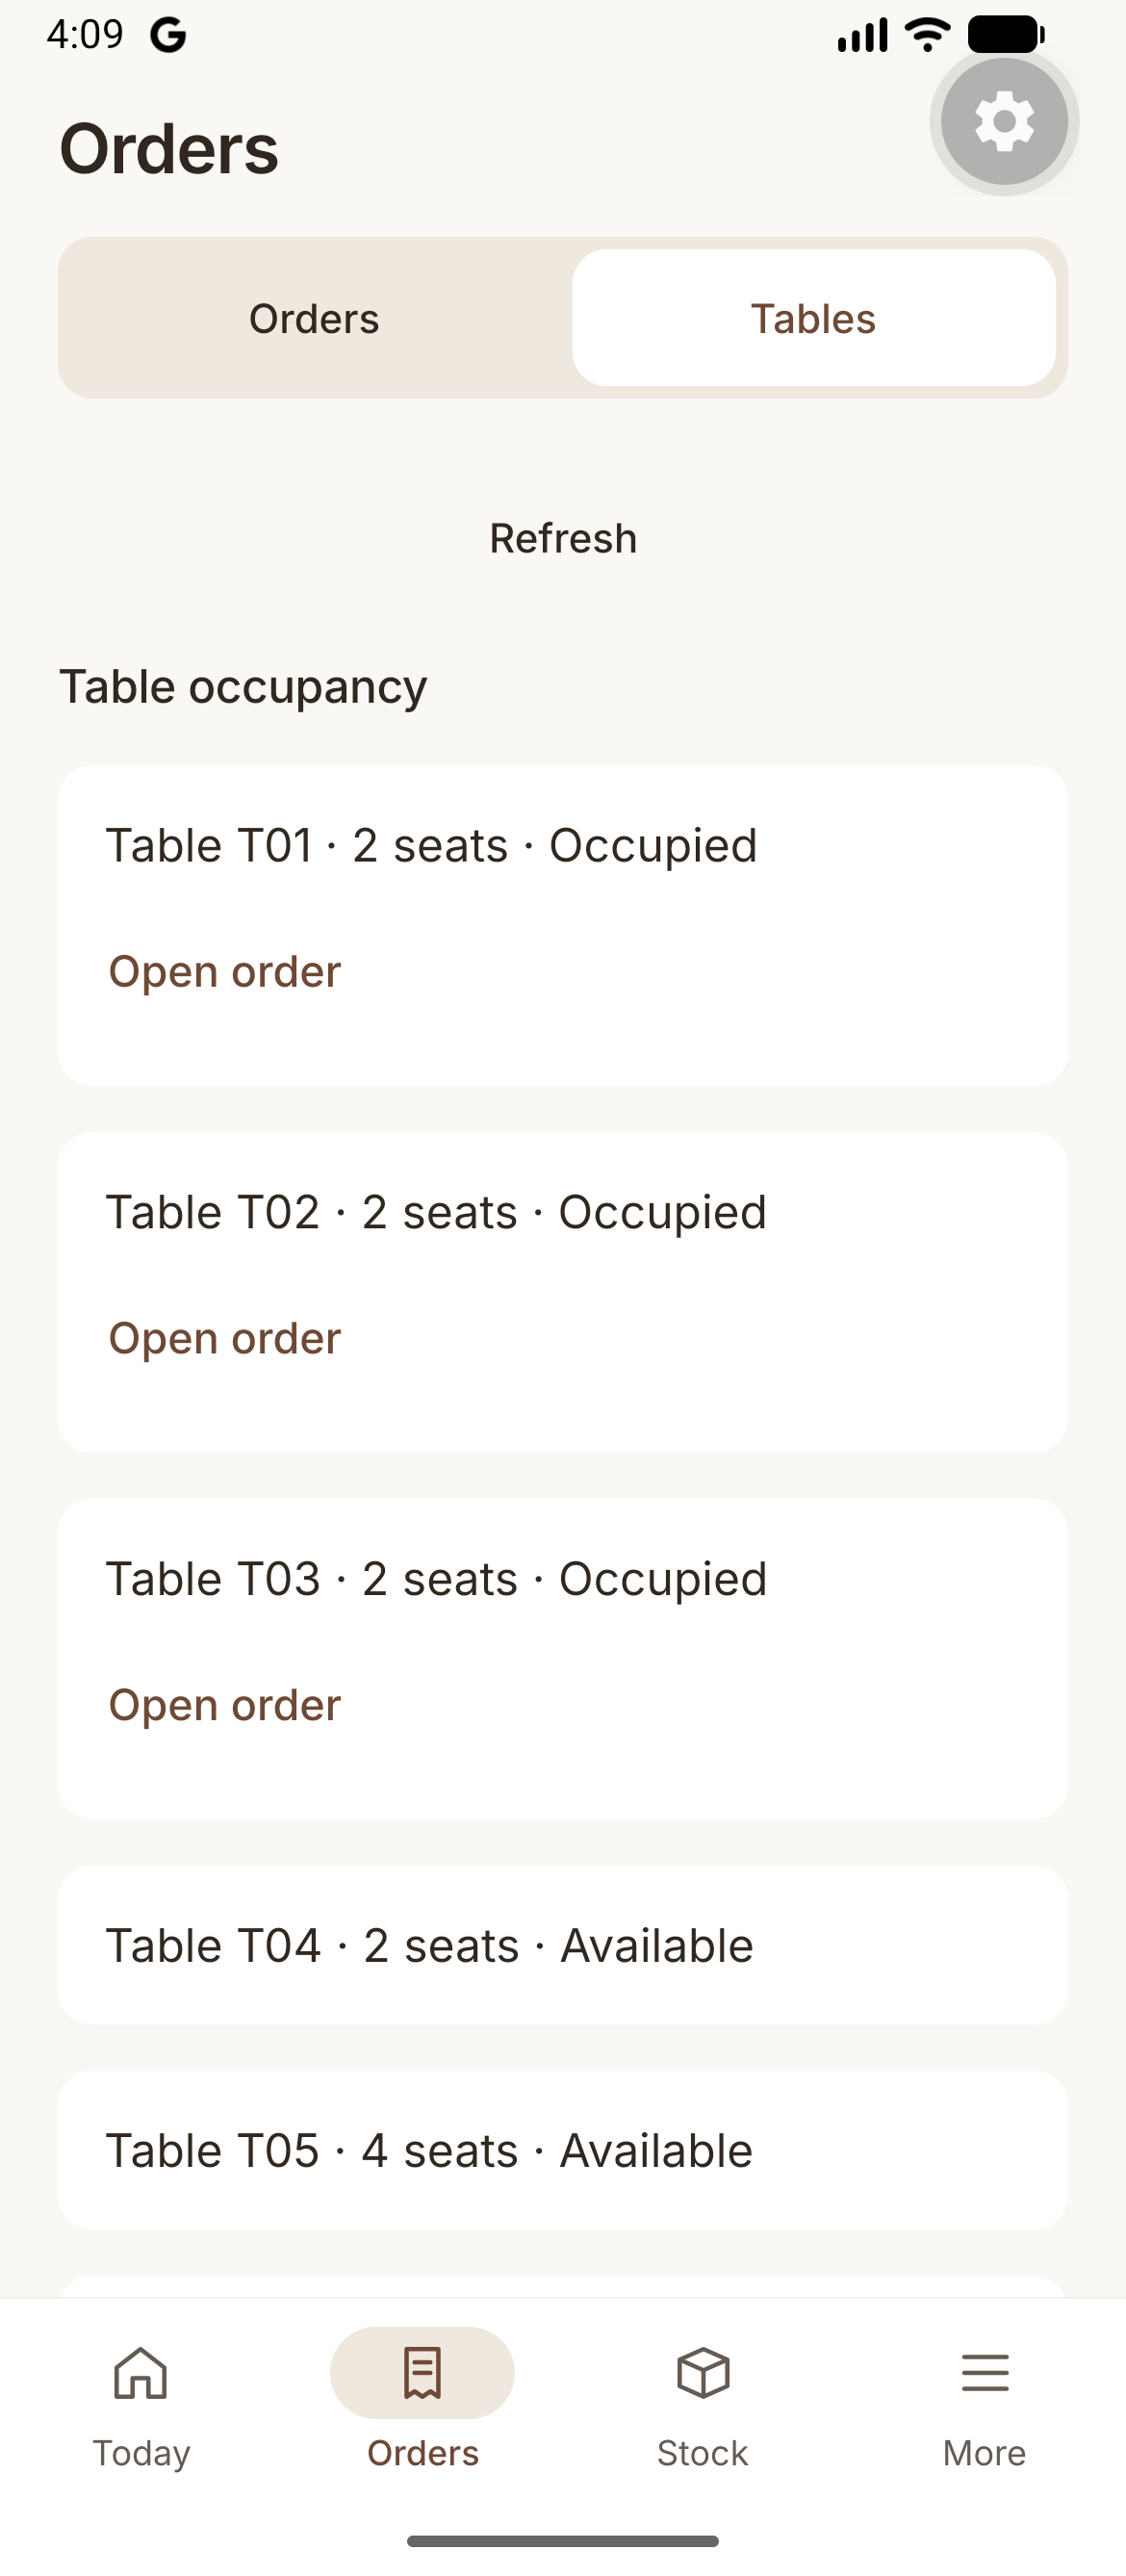 4:09
Orders
Orders
Tables
Refresh
Table occupancy
Table T01 · 2 seats · Occupied
Open order
Table T02 · 2 seats · Occupied
Open order
Table T03 · 2 seats · Occupied
Open order
Table T04 · 2 seats · Available
Table T05 · 4 seats · Available
Today
Orders
Stock
More